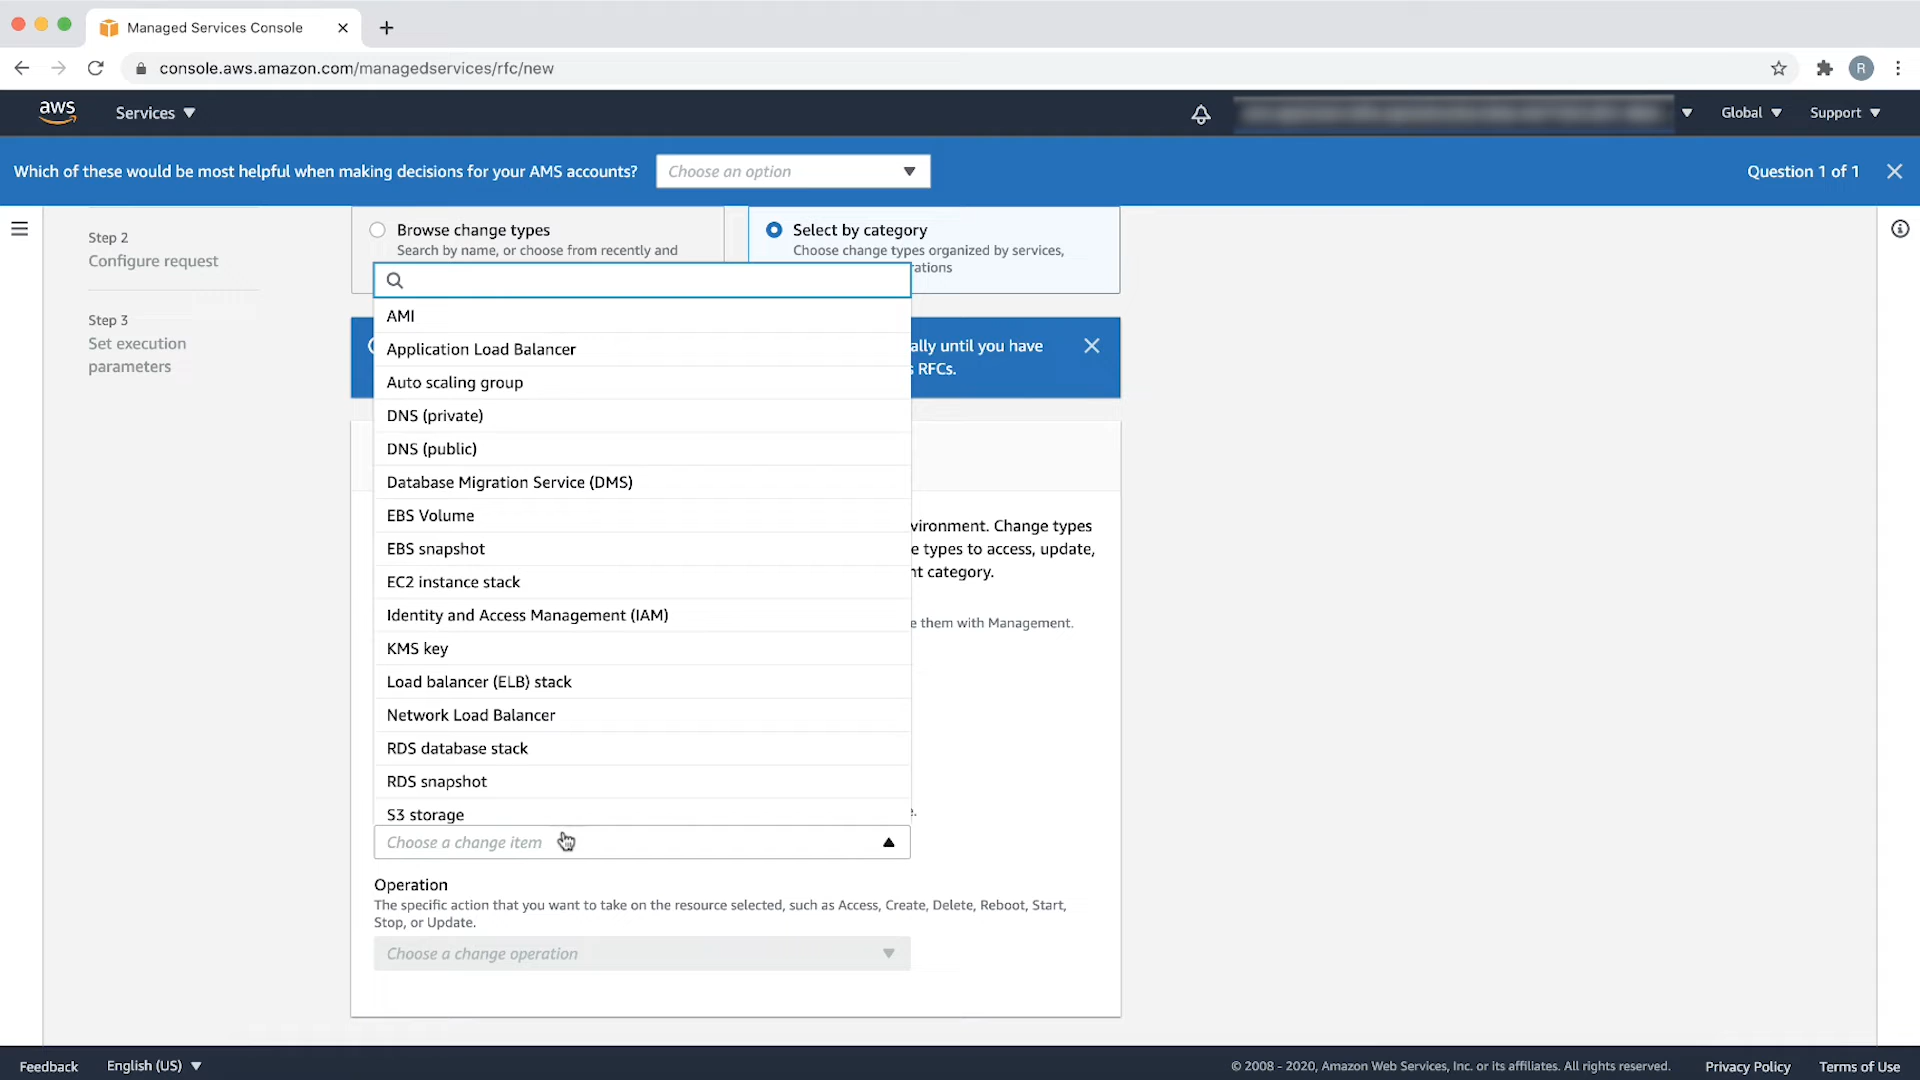 Managed Services Console
console.aws.amazon.com/managedservices/rfc/new
R
aws
Services
Global
Support
Which of these would be most helpful when making decisions for your AMS accounts?
Choose an option
Question 1 of 1
Step 2
Configure request
Step 3
Set execution
parameters
Browse change types
Search by name, or choose from recently and
Select by category
Choose change types organized by services,
rations
ally until you have
s RFCs.
AMI
Application Load Balancer
Auto scaling group
DNS (private)
DNS (public)
Database Migration Service (DMS)
EBS Volume
EBS snapshot
EC2 instance stack
Identity and Access Management (IAM)
KMS key
Load balancer (ELB) stack
Network Load Balancer
RDS database stack
RDS snapshot
S3 storage
vironment. Change types
e types to access, update,
nt category.
e them with Management.
e.
Choose a change item
Operation
The specific action that you want to take on the resource selected, such as Access, Create, Delete, Reboot, Start,
Stop, or Update.
Choose a change operation
Feedback
English (US)
© 2008 - 2020, Amazon Web Services, Inc. or its affiliates. All rights reserved.
Privacy Policy
Terms of Use